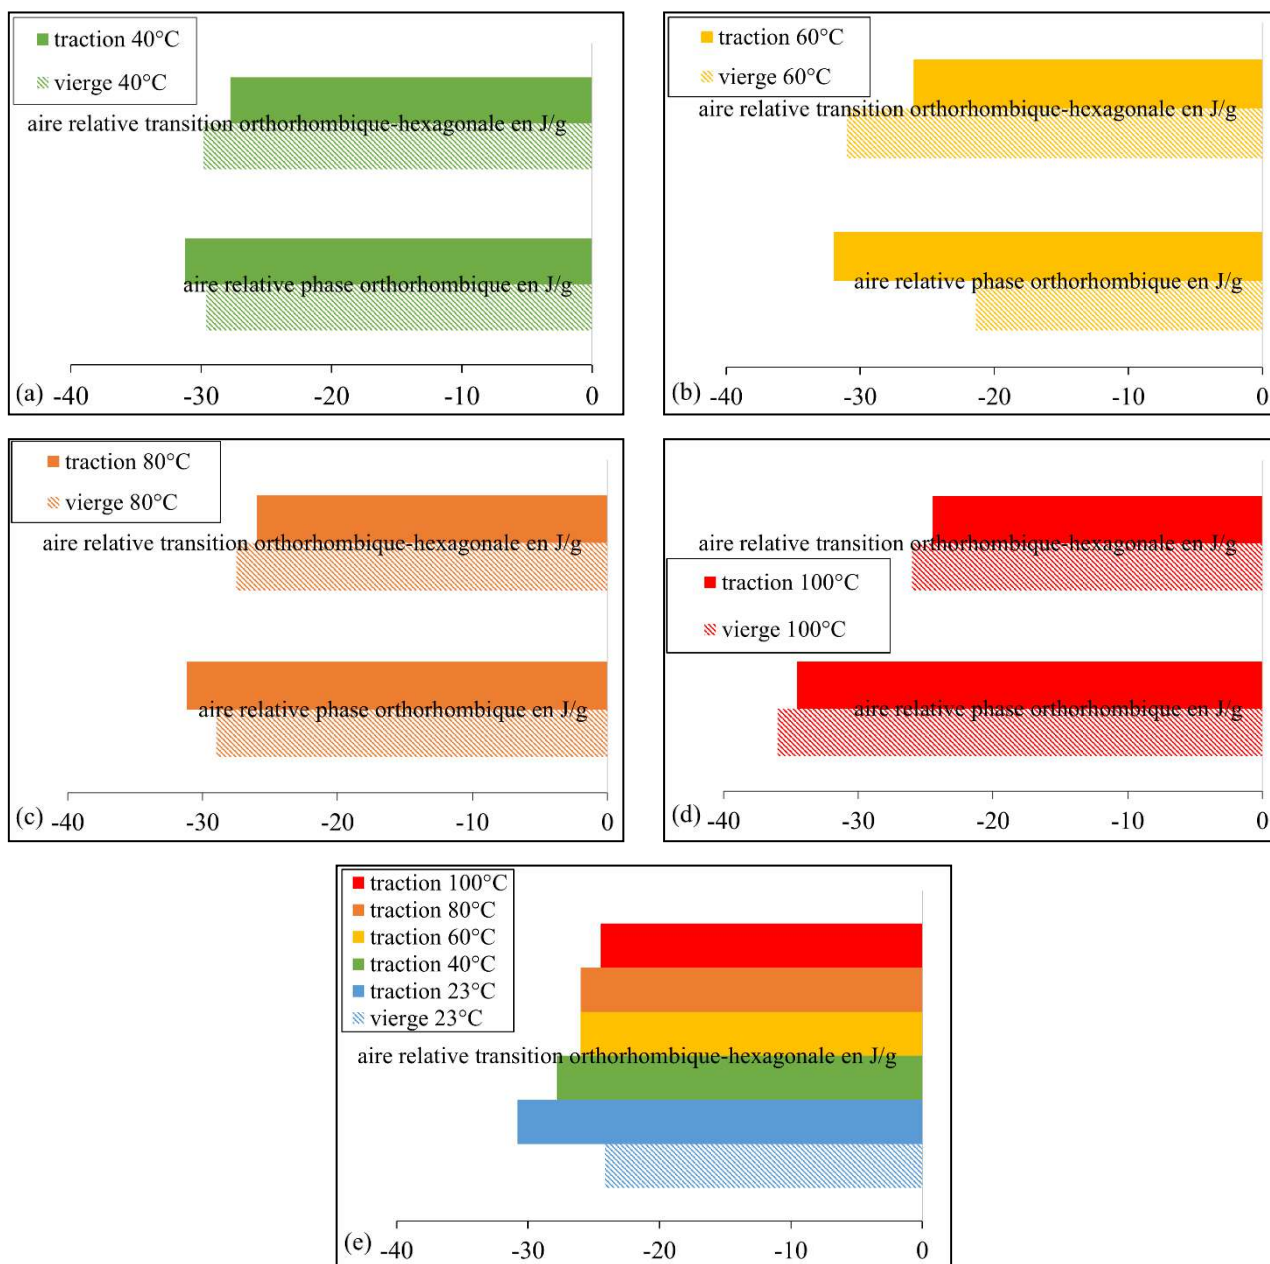 traction 40°C
vierge 40°C
aire relative transition orthorhombique-hexagonale en J/g
aire relative phase orthorhombique en J/g
(a) -40 -30 -20 -10 0
traction 60°C
vierge 60°C
aire relative transition orthorhombique-hexagonale en J/g
aire relative phase orthorhombique en J/g
(b) -40 -30 -20 -10 0
traction 80°C
vierge 80°C
aire relative transition orthorhombique-hexagonale en J/g
aire relative phase orthorhombique en J/g
(c) -40 -30 -20 -10 0
aire relative transition orthorhombique-hexagonale en J/g
traction 100°C
vierge 100°C
aire relative phase orthorhombique en J/g
(d) -40 -30 -20 -10 0
traction 100°C
traction 80°C
traction 60°C
traction 40°C
traction 23°C
vierge 23°C
aire relative transition orthorhombique-hexagonale en J/g
(e) -40 -30 -20 -10 0